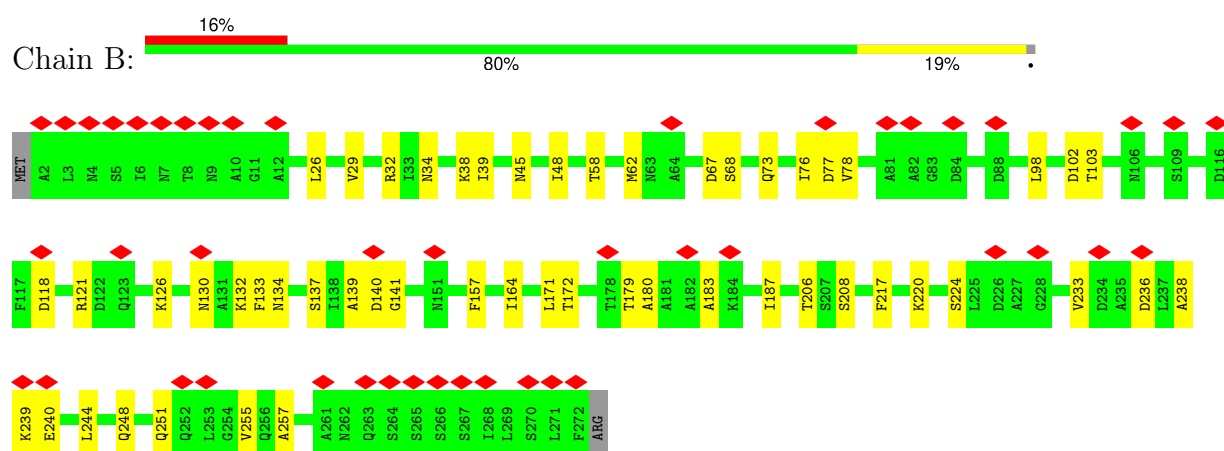 16%
Chain B:
80% 19% •
MET A2 L3 N4 S5 I6 N7 T8 N9 A10 G11 A12 L26 V29 R32 I33 N34 K38 I39 N45 I48 T58 M62 N63 A64 D67 S68 Q73 I76 D77 V78 A81 A82 G83 D84 D88 L98 D102 T103 N106 S109 D116
F117 D118 R121 D122 Q123 K126 N130 A131 K132 F133 N134 S137 I138 A139 D140 G141 N151 F157 I164 L171 T172 T178 T179 A180 A181 A182 A183 K184 I187 T206 S207 S208 F217 K220 S224 L225 D226 A227 G228 V233 D234 A235 D236 L237 A238
K239 E240 L244 Q248 Q251 Q252 L253 G254 V255 Q256 A257 A261 N262 Q263 S264 S265 S266 S267 I268 L269 S270 L271 F272 ARG